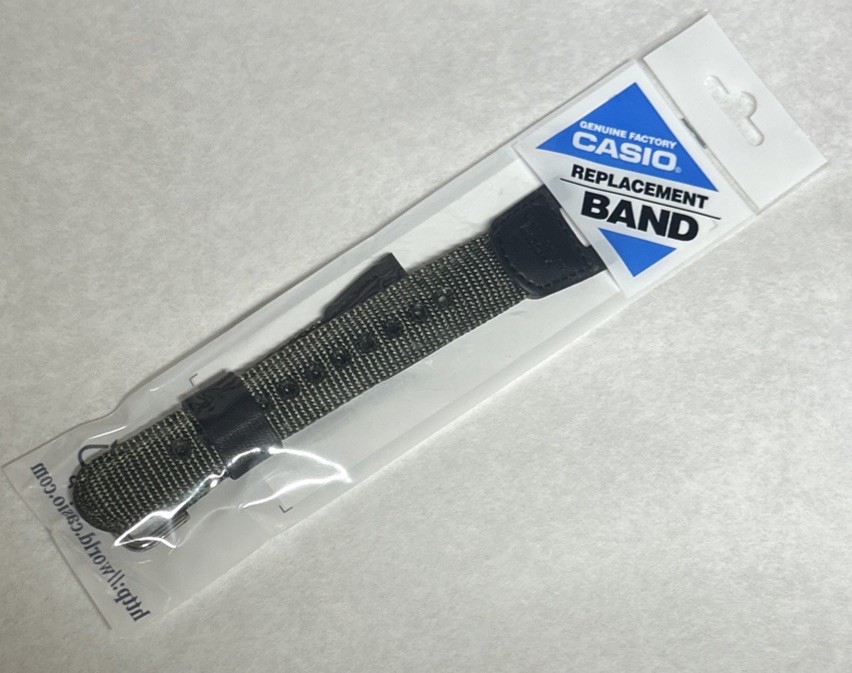 GENUINE FACTORY
CASIO®
REPLACEMENT
BAND
http://world.casio.com